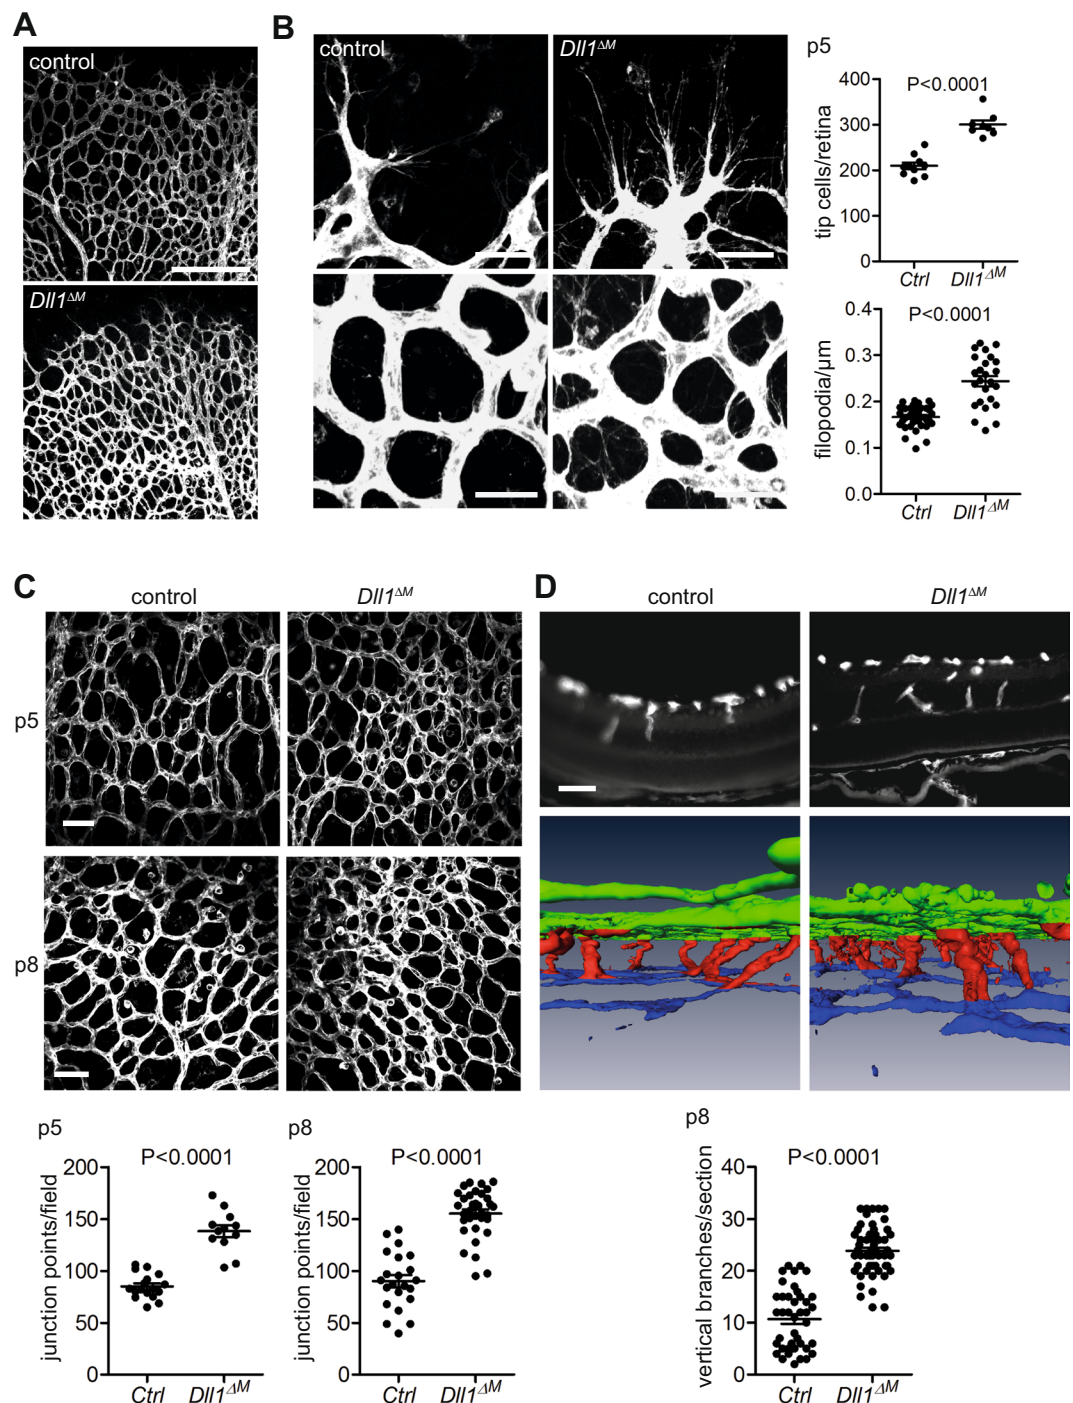 A
control
Dll1ΔM
B
control
Dll1ΔM
p5
P<0.0001
tip cells/retina
400
300
200
100
0
Ctrl
Dll1ΔM
P<0.0001
filopodia/µm
0.4
0.3
0.2
0.1
0.0
Ctrl
Dll1ΔM
C
control
Dll1ΔM
p5
p8
D
control
Dll1ΔM
p5
P<0.0001
junction points/field
200
150
100
50
0
Ctrl
Dll1ΔM
p8
P<0.0001
junction points/field
200
150
100
50
0
Ctrl
Dll1ΔM
p8
P<0.0001
vertical branches/section
40
30
20
10
0
Ctrl
Dll1ΔM